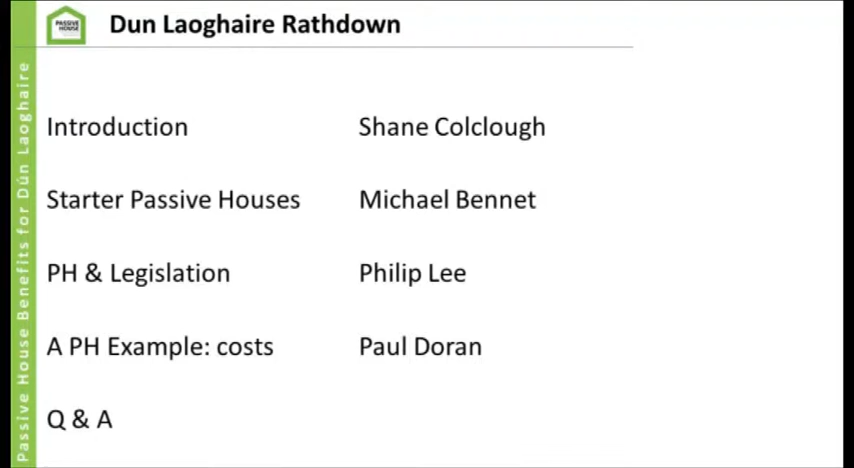 PASSIVE
HOUSE
Dun Laoghaire Rathdown
Passive House Benefits for Dún Laoghaire
Introduction Shane Colclough
Starter Passive Houses Michael Bennet
PH & Legislation Philip Lee
A PH Example: costs Paul Doran
Q & A